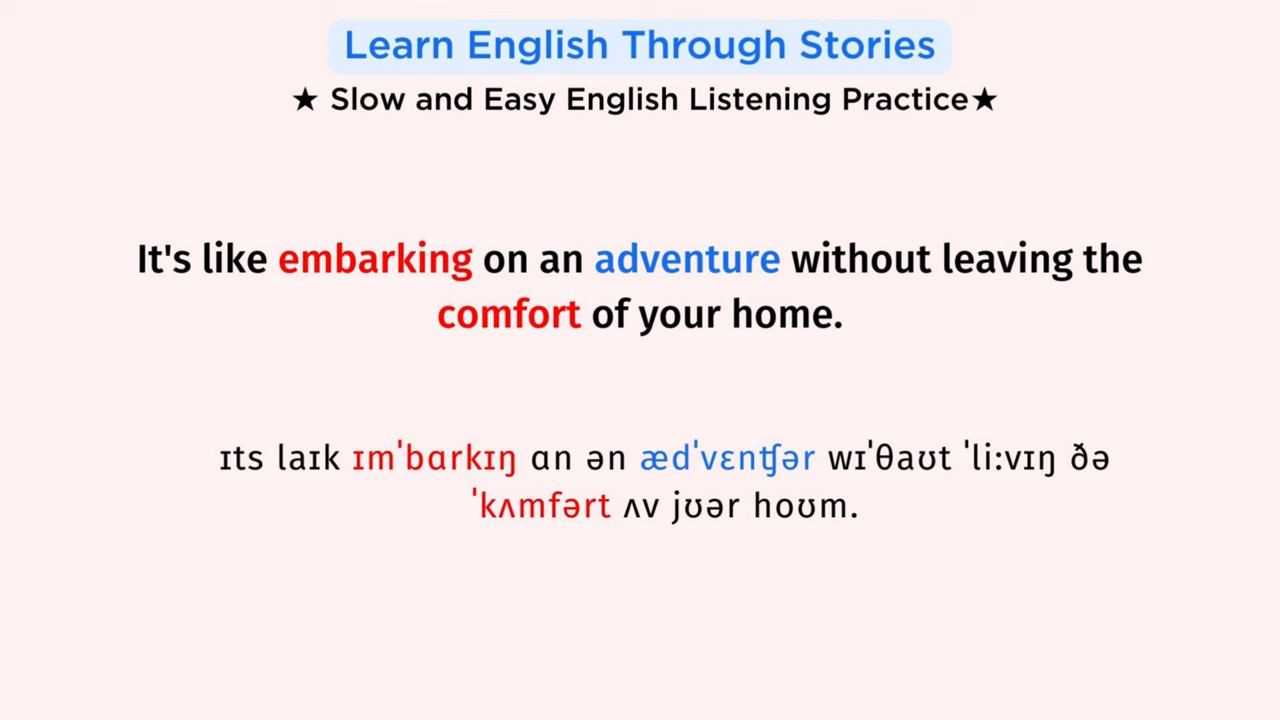 Learn English Through Stories
★ Slow and Easy English Listening Practice★
It's like embarking on an adventure without leaving the
comfort of your home.
ɪts laɪk ɪmˈbɑrkɪŋ ɑn ən ædˈvɛnʧər wɪˈθaʊt ˈliːvɪŋ ðə
ˈkʌmfərt ʌv jʊər hoʊm.